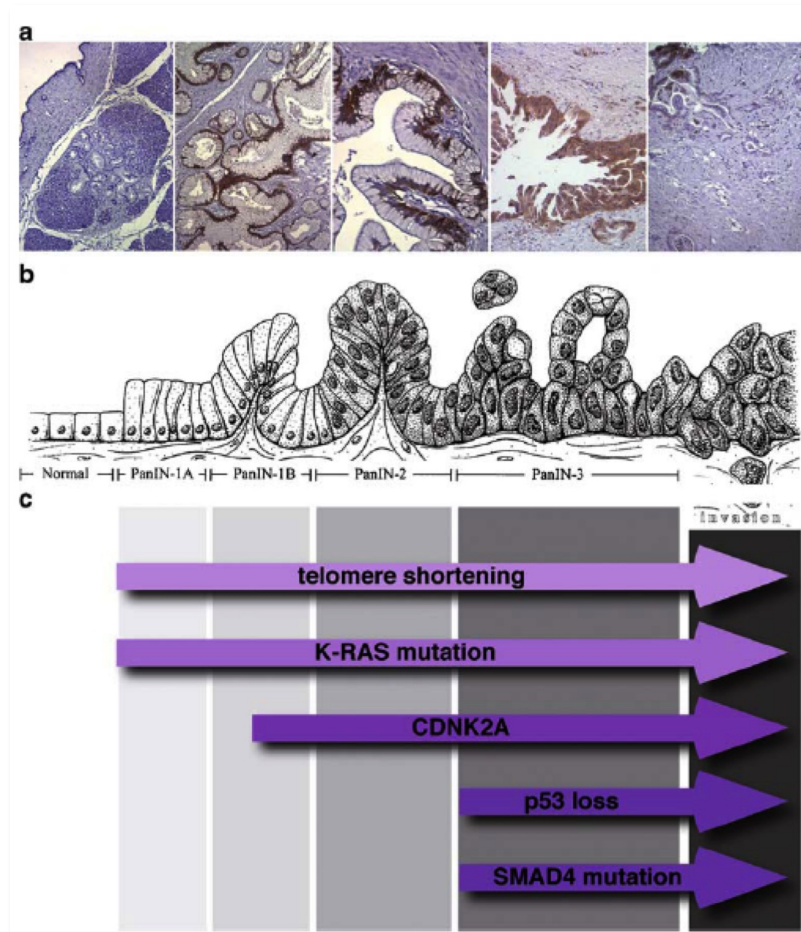 a
b
Normal PanIN-1A PanIN-1B PanIN-2 PanIN-3
c
invasion
telomere shortening
K-RAS mutation
CDNK2A
p53 loss
SMAD4 mutation